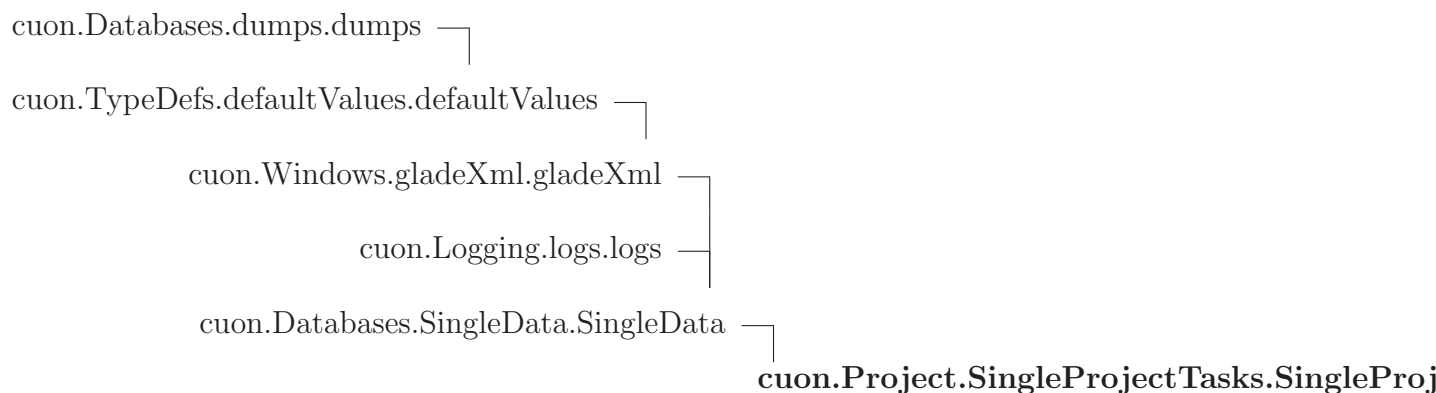 cuon.Databases.dumps.dumps
cuon.TypeDefs.defaultValues.defaultValues
cuon.Windows.gladeXml.gladeXml
cuon.Logging.logs.logs
cuon.Databases.SingleData.SingleData
cuon.Project.SingleProjectTasks.SingleProj